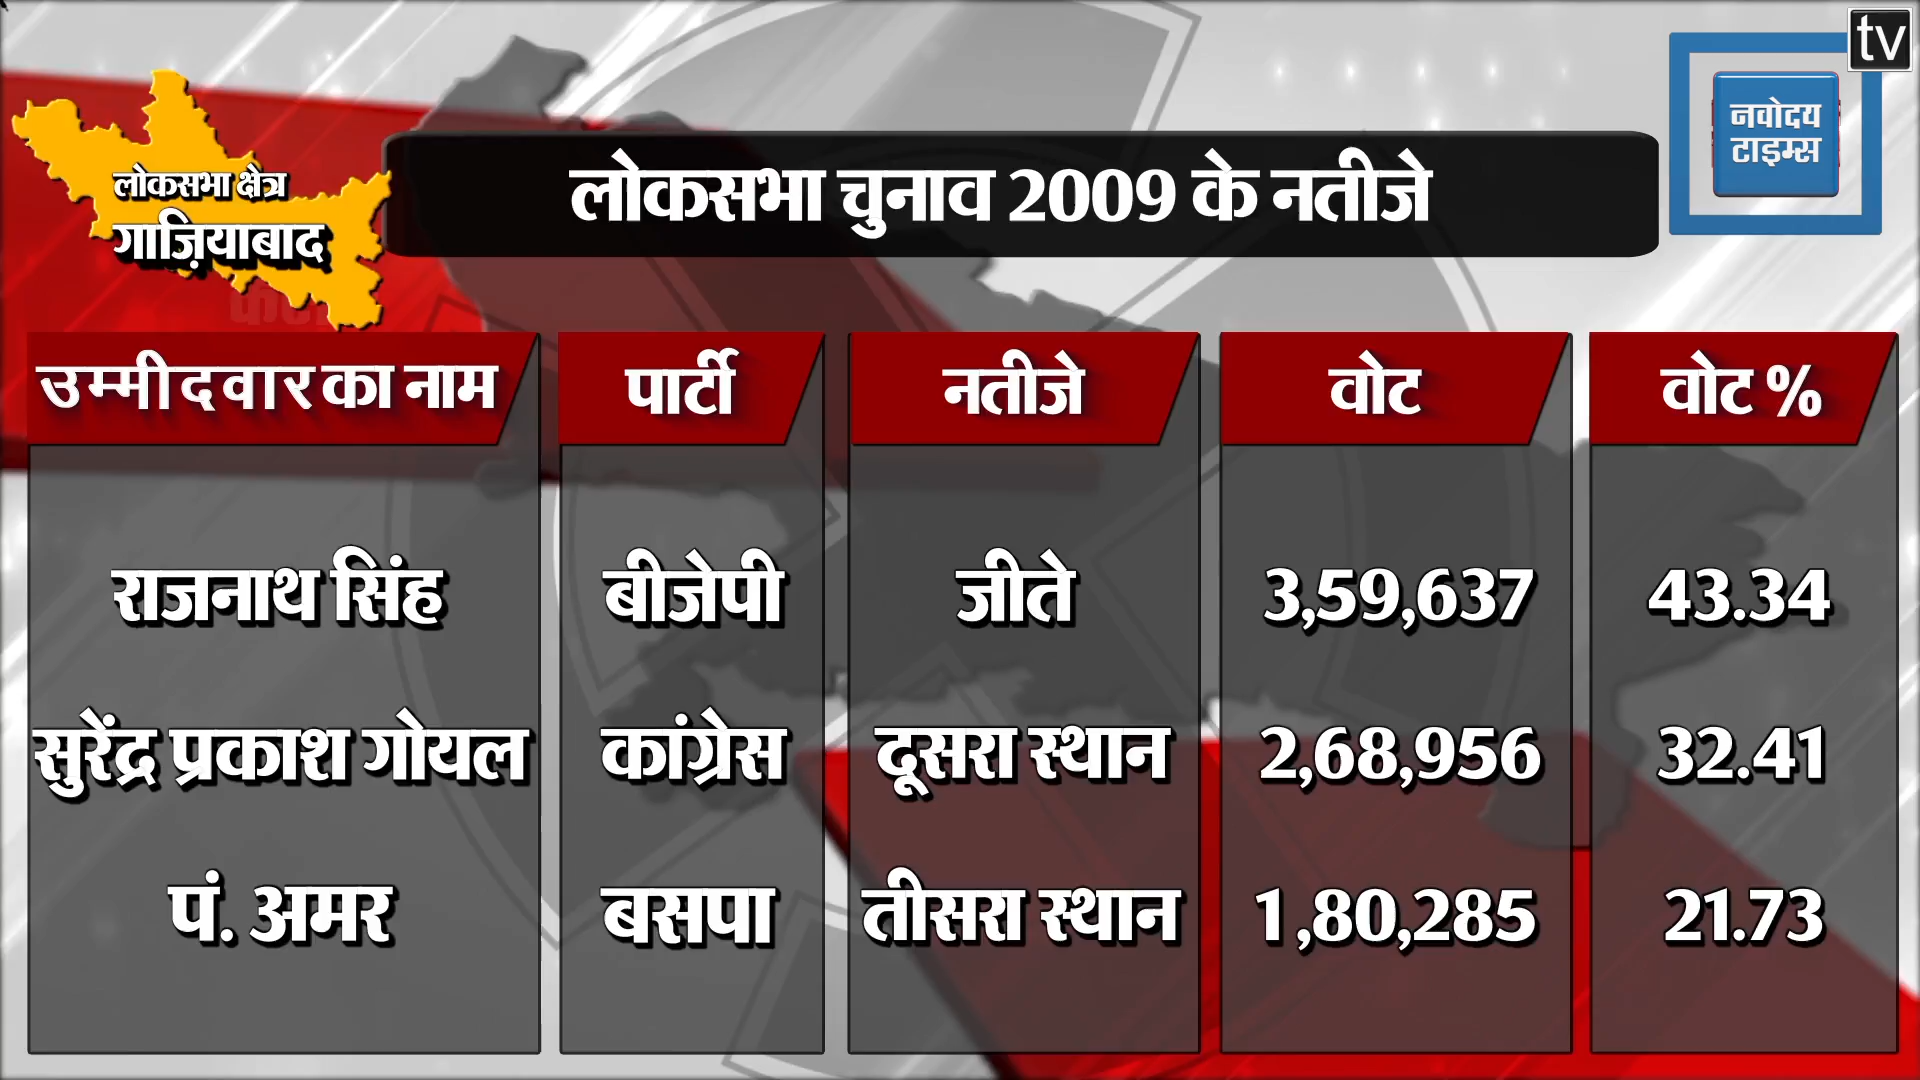 tv
नवोदय
टाइम्स
लोकसभा क्षैत्र
गाज़ियाबाद
लोकसभा चुनाव 2009 के नतीजे
उम्मीदवार का नाम पार्टी नतीजे वोट वोट %
राजनाथ सिंह बीजेपी जीते 3,59,637 43.34
सुरेंद्र प्रकाश गोयल कांग्रेस दूसरा स्थान 2,68,956 32.41
पं. अमर बसपा तीसरा स्थान 1,80,285 21.73